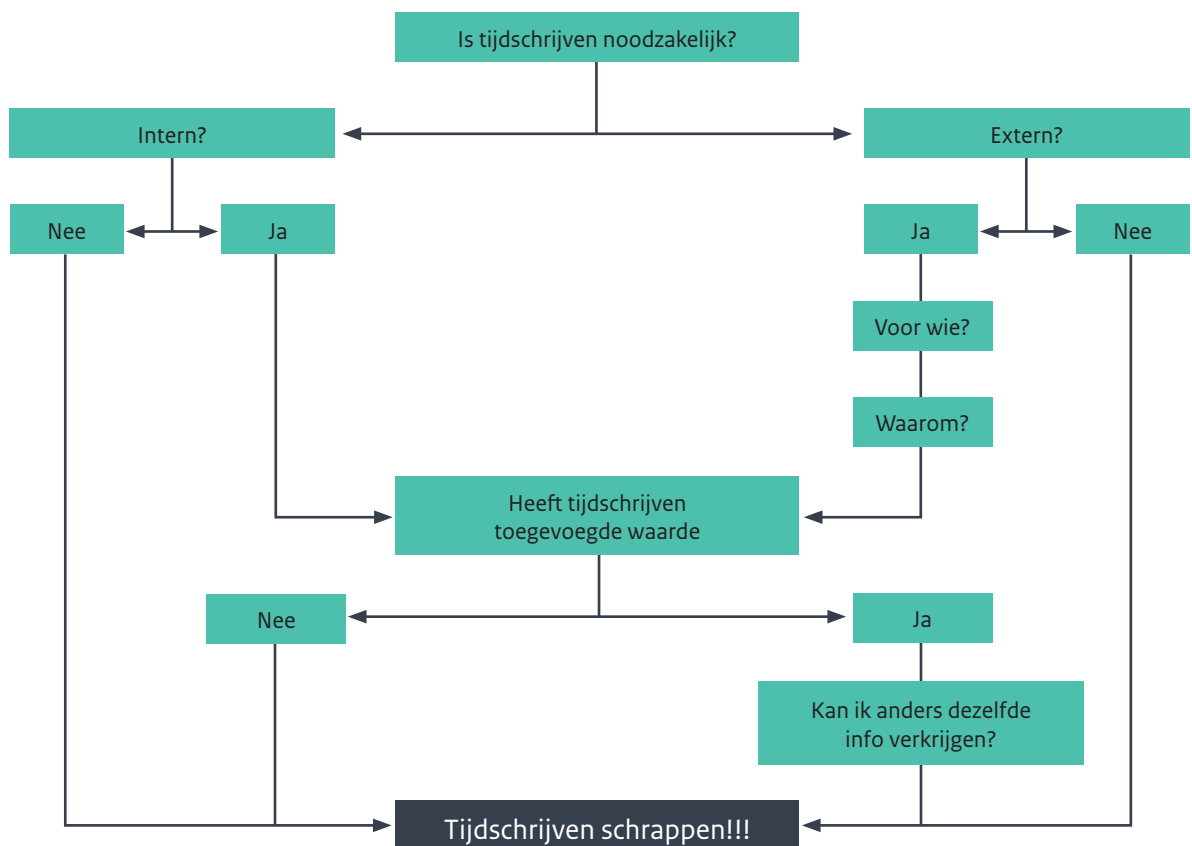 Is tijdschrijven noodzakelijk?
Intern?
Extern?
Nee
Ja
Ja
Nee
Voor wie?
Waarom?
Heeft tijdschrijven
toegevoegde waarde
Nee
Ja
Kan ik anders dezelfde
info verkrijgen?
Tijdschrijven schrappen!!!